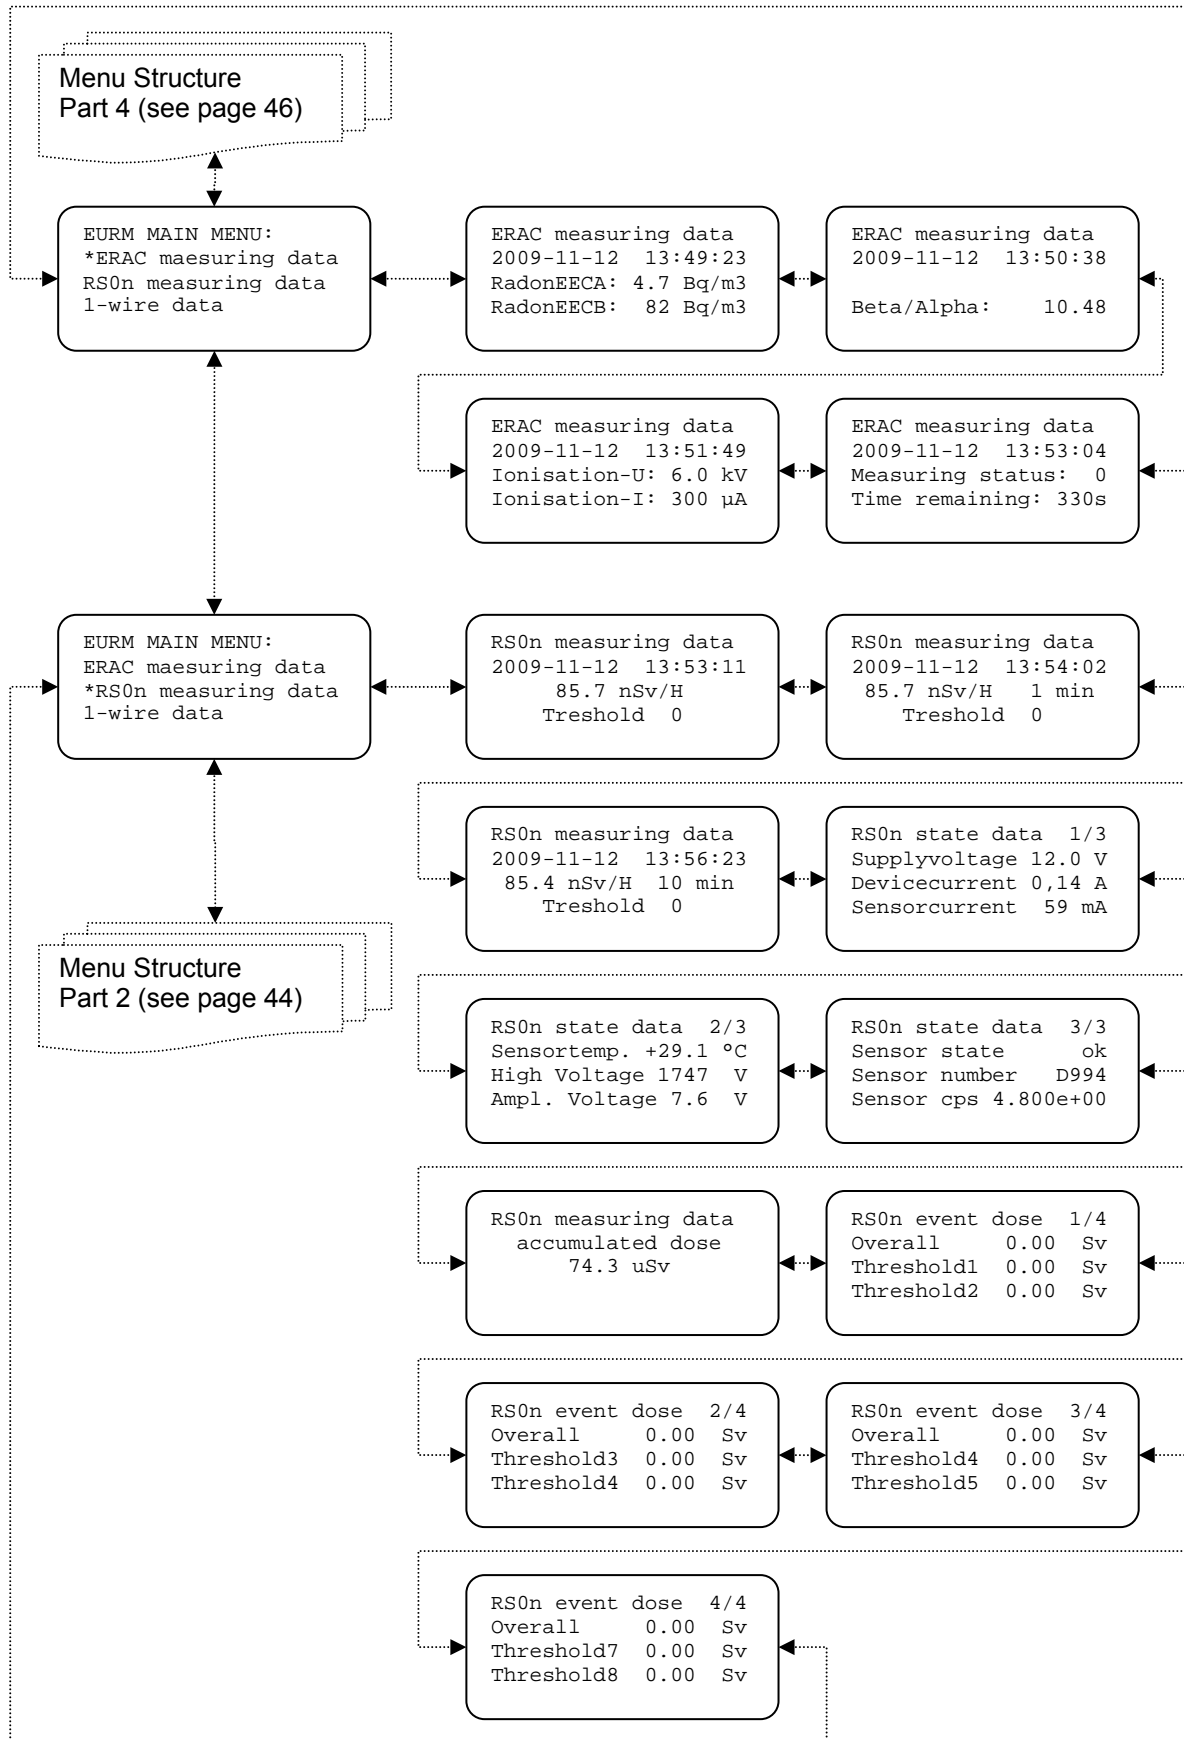 Menu Structure
Part 4 (see page 46)
EURM MAIN MENU:
*ERAC maesuring data
RS0n measuring data
1-wire data
ERAC measuring data
2009-11-12 13:49:23
RadonEECA: 4.7 Bq/m3
RadonEECB: 82 Bq/m3
ERAC measuring data
2009-11-12 13:50:38
Beta/Alpha: 10.48
ERAC measuring data
2009-11-12 13:51:49
Ionisation-U: 6.0 kV
Ionisation-I: 300 µA
ERAC measuring data
2009-11-12 13:53:04
Measuring status: 0
Time remaining: 330s
EURM MAIN MENU:
ERAC maesuring data
*RS0n measuring data
1-wire data
RS0n measuring data
2009-11-12 13:53:11
85.7 nSv/H
Treshold 0
RS0n measuring data
2009-11-12 13:54:02
85.7 nSv/H 1 min
Treshold 0
RS0n measuring data
2009-11-12 13:56:23
85.4 nSv/H 10 min
Treshold 0
RS0n state data 1/3
Supplyvoltage 12.0 V
Devicecurrent 0,14 A
Sensorcurrent 59 mA
Menu Structure
Part 2 (see page 44)
RS0n state data 2/3
Sensortemp. +29.1 °C
High Voltage 1747 V
Ampl. Voltage 7.6 V
RS0n state data 3/3
Sensor state ok
Sensor number D994
Sensor cps 4.800e+00
RS0n measuring data
accumulated dose
74.3 uSv
RS0n event dose 1/4
Overall 0.00 Sv
Threshold1 0.00 Sv
Threshold2 0.00 Sv
RS0n event dose 2/4
Overall 0.00 Sv
Threshold3 0.00 Sv
Threshold4 0.00 Sv
RS0n event dose 3/4
Overall 0.00 Sv
Threshold4 0.00 Sv
Threshold5 0.00 Sv
RS0n event dose 4/4
Overall 0.00 Sv
Threshold7 0.00 Sv
Threshold8 0.00 Sv